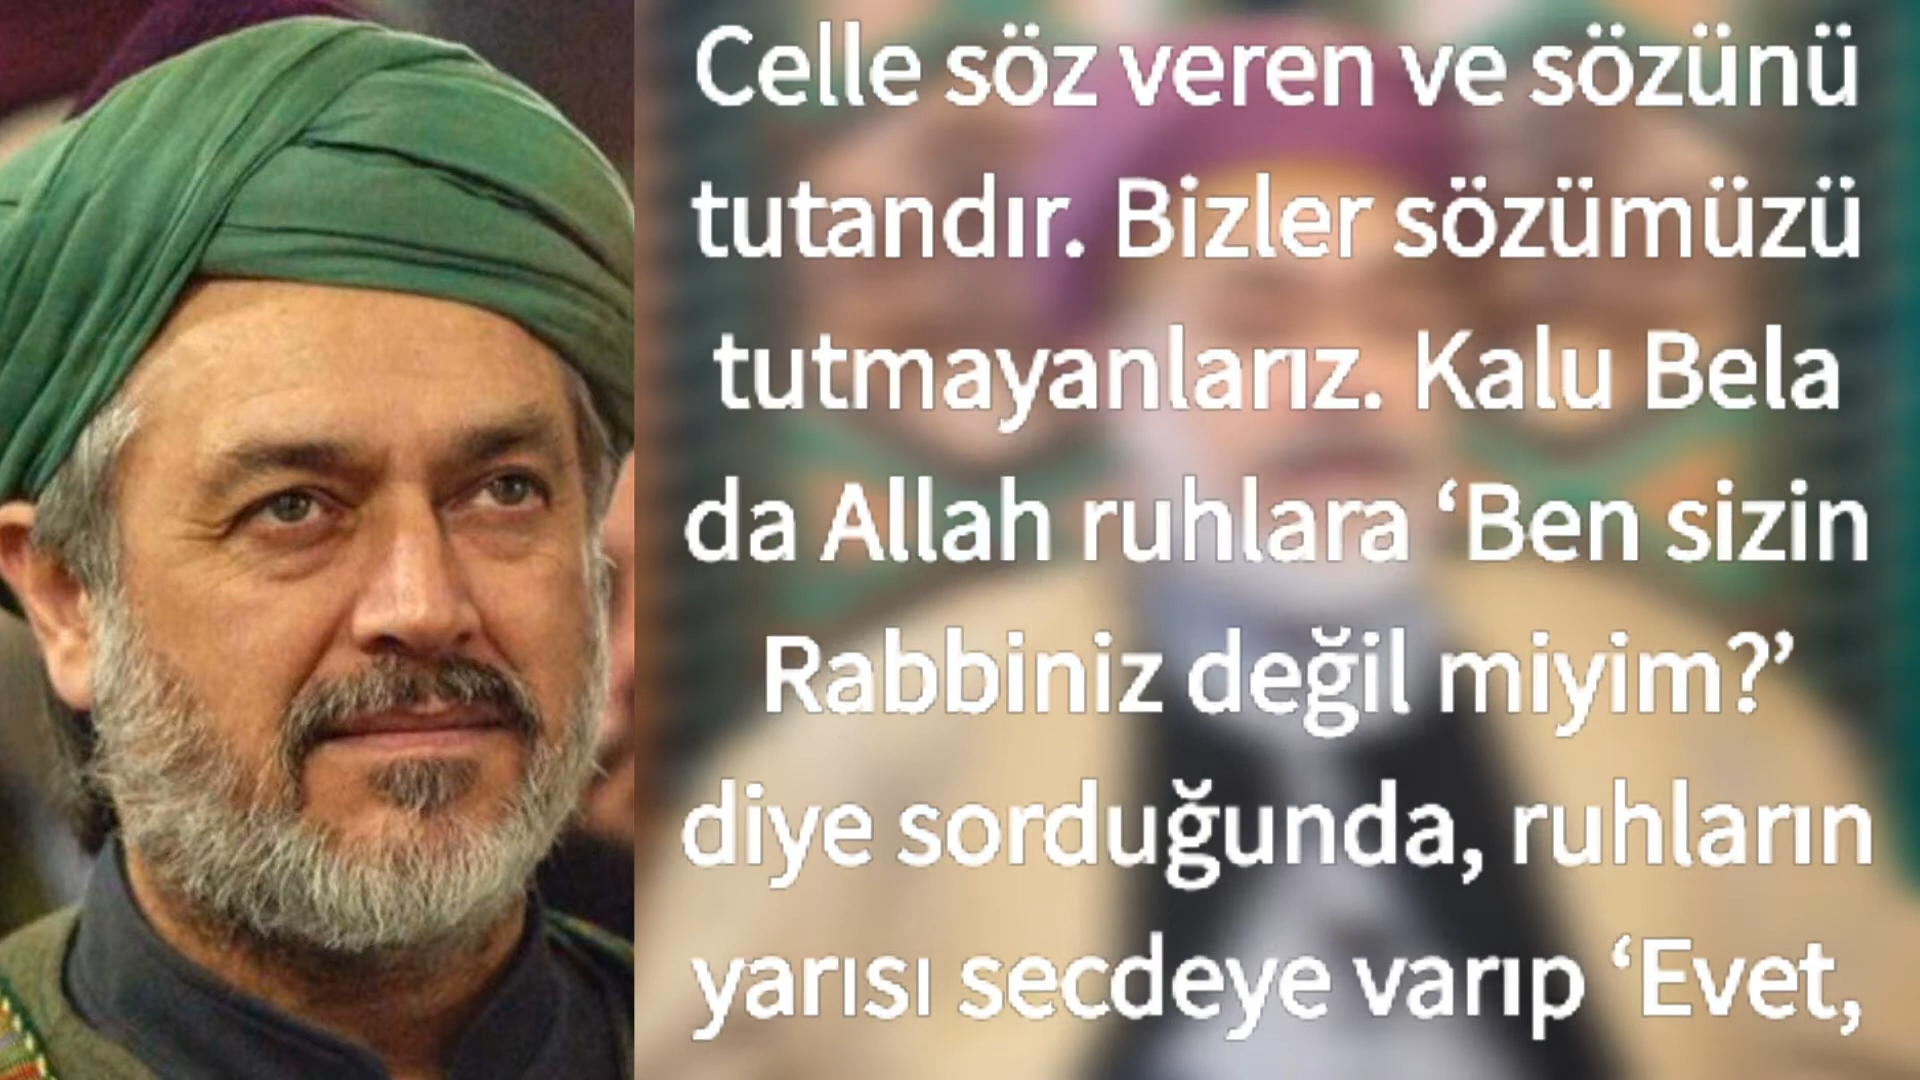 Celle söz veren ve sözünü
tutandır. Bizler sözümüzü
tutmayanlarız. Kalu Bela
da Allah ruhlara ‘Ben sizin
Rabbiniz değil miyim?’
diye sorduğunda, ruhların
yarısı secdeye varıp ‘Evet,